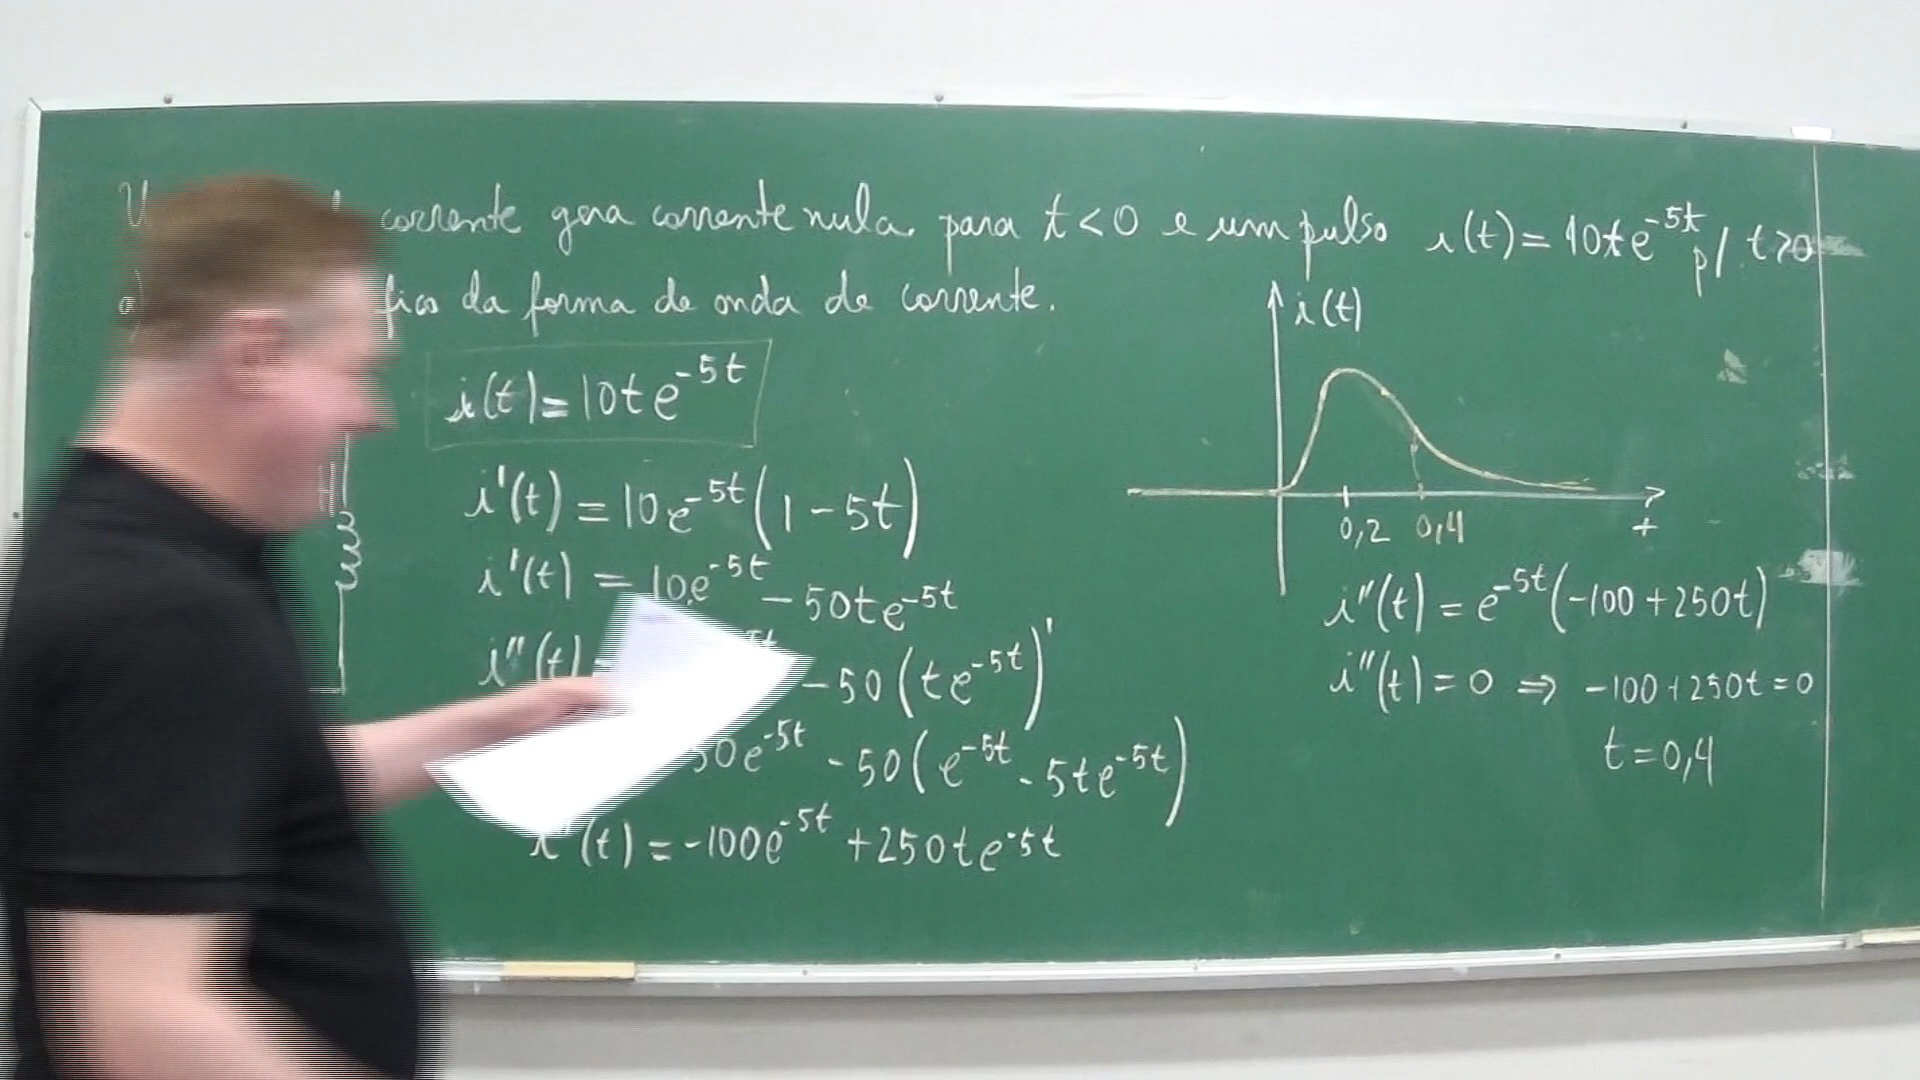 corrente gera corrente nula para t<0 e um pulso i(t)=10te^{-5t} p/ t>0
da forma de onda de corrente.
i(t)=10te^{-5t}
i'(t)=10e^{-5t}(1-5t)
i'(t)=10e^{-5t}-50te^{-5t}
i''(t) -50(te^{-5t})'
50e^{-5t}-50(e^{-5t}-5te^{-5t})
(t)=-100e^{-5t}+250te^{-5t}
i(t)
0,2 0,4 t
i''(t)=e^{-5t}(-100+250t)
i''(t)=0 ⇒ -100+250t=0
t=0,4